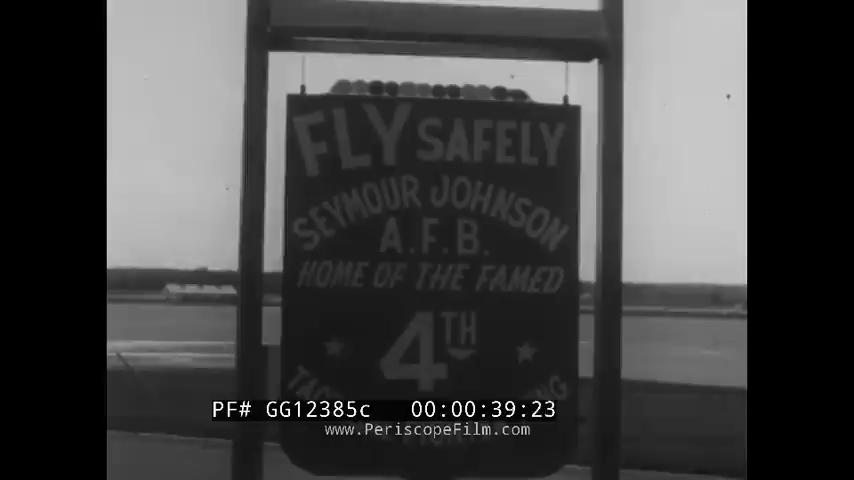 FLY SAFELY
SEYMOUR JOHNSON
A.F.B.
HOME OF THE FAMED
4TH
PF# GG12385c 00:00:39:23
www.PeriscopeFilm.com